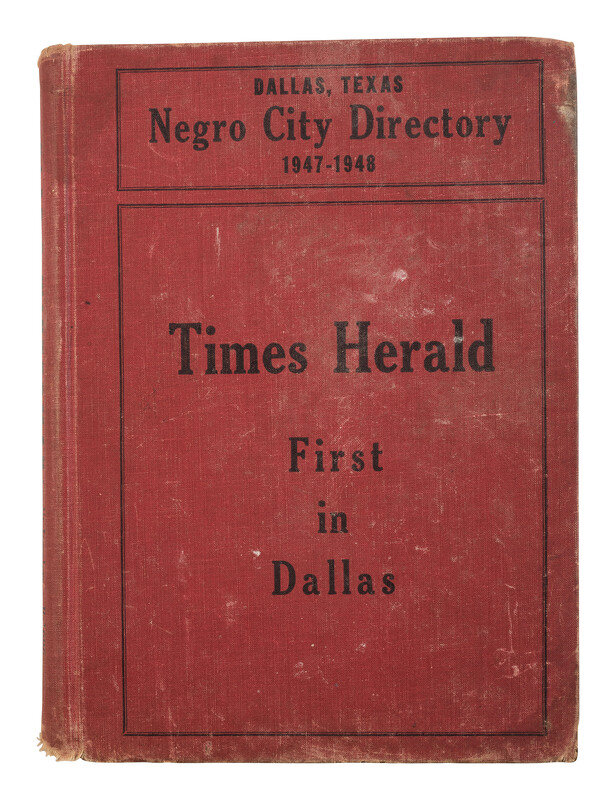 DALLAS, TEXAS
Negro City Directory
1947-1948
Times Herald
First
in
Dallas